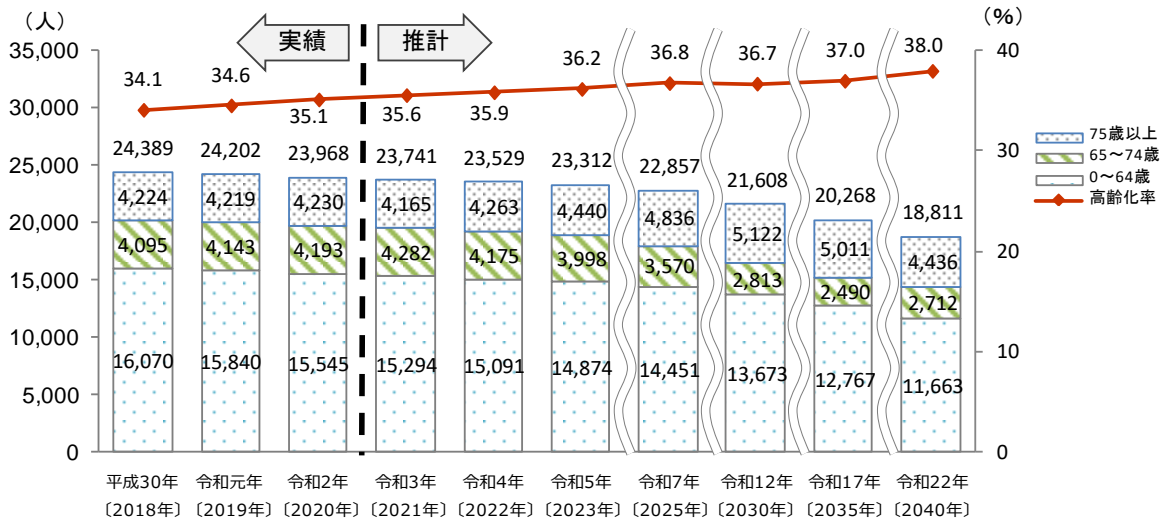 (人)
(%)
実績
推計
35,000
30,000
25,000
20,000
15,000
10,000
5,000
0
40
30
20
10
0
34.1
34.6
35.1
35.6
35.9
36.2
36.8
36.7
37.0
38.0
24,389
24,202
23,968
23,741
23,529
23,312
22,857
21,608
20,268
18,811
4,224
4,219
4,230
4,165
4,263
4,440
4,836
5,122
5,011
4,436
4,095
4,143
4,193
4,282
4,175
3,998
3,570
2,813
2,490
2,712
16,070
15,840
15,545
15,294
15,091
14,874
14,451
13,673
12,767
11,663
75歳以上
65～74歳
0～64歳
高齢化率
平成30年
〔2018年〕
令和元年
〔2019年〕
令和2年
〔2020年〕
令和3年
〔2021年〕
令和4年
〔2022年〕
令和5年
〔2023年〕
令和7年
〔2025年〕
令和12年
〔2030年〕
令和17年
〔2035年〕
令和22年
〔2040年〕